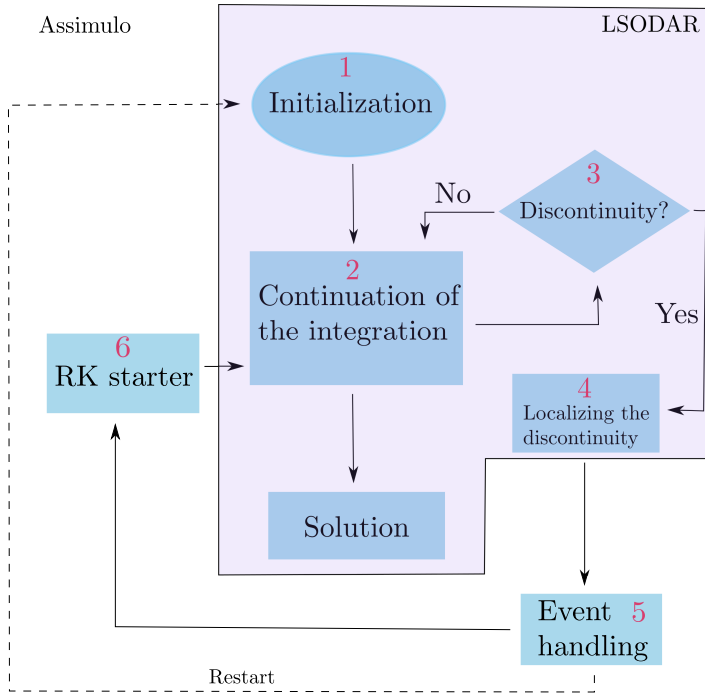 Assimulo
LSODAR
1
Initialization
3
Discontinuity?
No
2
Continuation of
the integration
Yes
6
RK starter
4
Localizing the
discontinuity
Solution
Event 5
handling
Restart